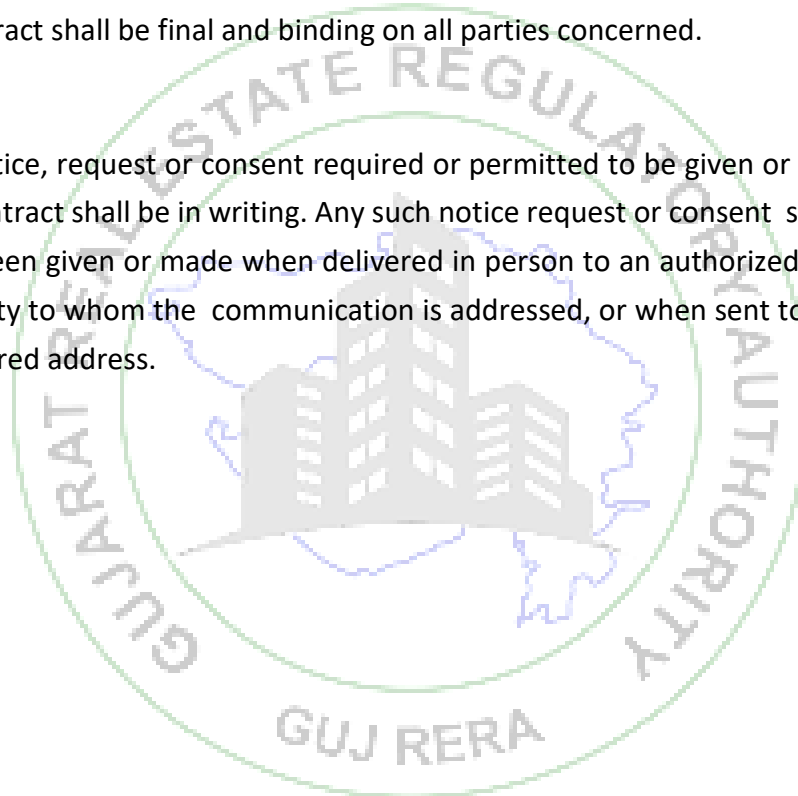 ract shall be final and binding on all parties concerned.
tice, request or consent required or permitted to be given or
ntract shall be in writing. Any such notice request or consent s
een given or made when delivered in person to an authorized
ty to whom the communication is addressed, or when sent to
red address.
GUJARAT REAL ESTATE REGULATORY AUTHORITY
GUJ RERA